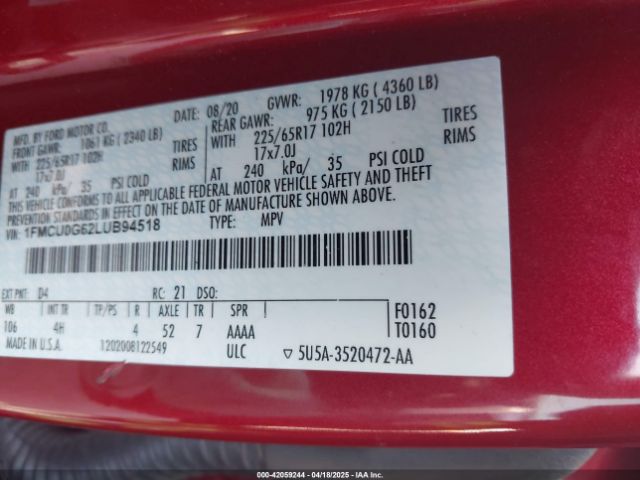 MFD. BY FORD MOTOR CO. DATE: 08/20 GVWR: 1978 KG ( 4360 LB)
FRONT GAWR: 1061 KG ( 2340 LB) REAR GAWR: 975 KG ( 2150 LB)
WITH 225/65R17 102H TIRES WITH 225/65R17 102H TIRES
17x7.0J RIMS 17x7.0J RIMS
AT 240 kPa/ 35 PSI COLD AT 240 kPa/ 35 PSI COLD
THIS VEHICLE CONFORMS TO ALL APPLICABLE FEDERAL MOTOR VEHICLE SAFETY AND THEFT
PREVENTION STANDARDS IN EFFECT ON THE DATE OF MANUFACTURE SHOWN ABOVE.
VIN: 1FMCU0G62LUB94518 TYPE: MPV
EXT PNT: D4 RC: 21 DSO:
WB INT TR TP/PS R AXLE TR SPR
106 4H 4 52 7 AAAA
F0162
T0160
MADE IN U.S.A. 1202008122549 ULC ▽ 5U5A-3520472-AA
000-42059244 - 04/18/2025 - IAA Inc.